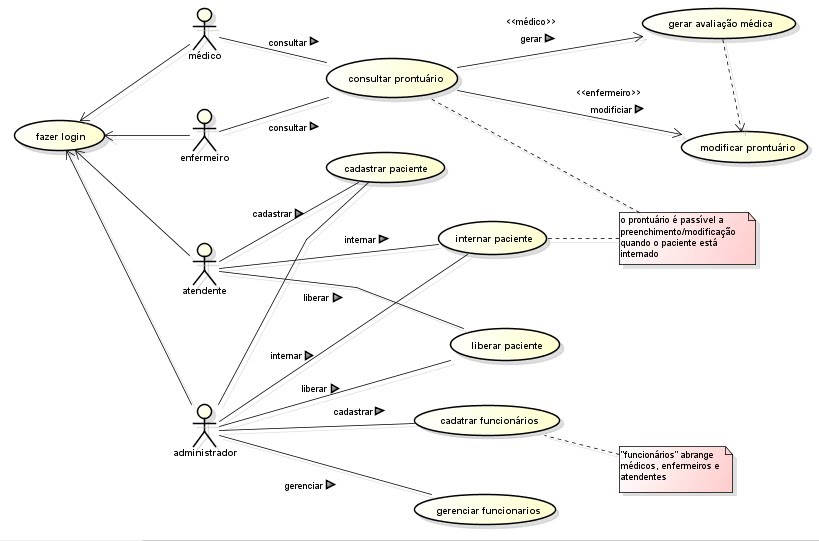 <<médico>>
gerar avaliação médica
gerar
consultar
médico
consultar prontuário
<<enfermeiro>>
modificiar
fazer login
consultar
enfermeiro
modificar prontuário
cadastrar paciente
cadastrar
o prontuário é passível a
preenchimento/modificação
quando o paciente está
internado
internar
internar paciente
atendente
liberar
liberar paciente
internar
liberar
cadastrar
cadatrar funcionários
administrador
"funcionários" abrange
médicos, enfermeiros e
atendentes
gerenciar
gerenciar funcionarios